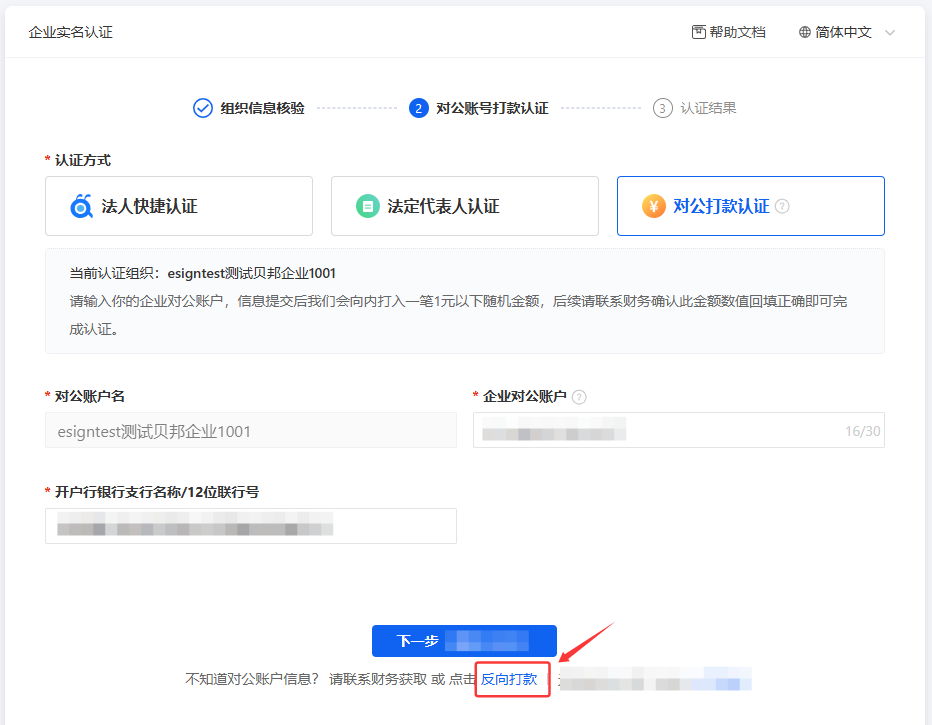 企业实名认证 帮助文档 简体中文
组织信息核验 2 对公账号打款认证 3 认证结果
* 认证方式
法人快捷认证 法定代表人认证 ¥ 对公打款认证 ?
当前认证组织：esigntest测试贝邦企业1001
请输入你的企业对公账户，信息提交后我们会向内打入一笔1元以下随机金额，后续请联系财务确认此金额数值回填正确即可完
成认证。
* 对公账户名 * 企业对公账户 ?
esigntest测试贝邦企业1001 16/30
* 开户行银行支行名称/12位联行号
下一步
不知道对公账户信息？ 请联系财务获取 或 点击 反向打款